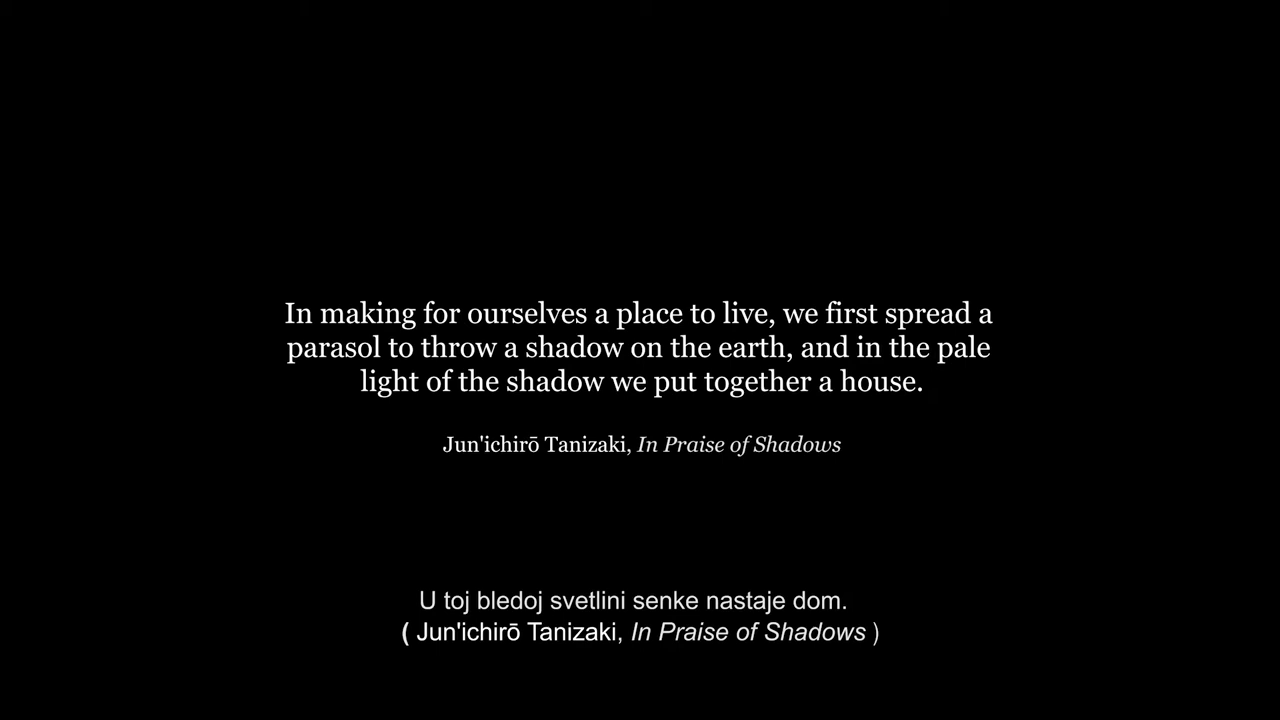 In making for ourselves a place to live, we first spread a
parasol to throw a shadow on the earth, and in the pale
light of the shadow we put together a house.
Jun'ichirō Tanizaki, In Praise of Shadows
U toj bledoj svetlini senke nastaje dom.
( Jun'ichirō Tanizaki, In Praise of Shadows )